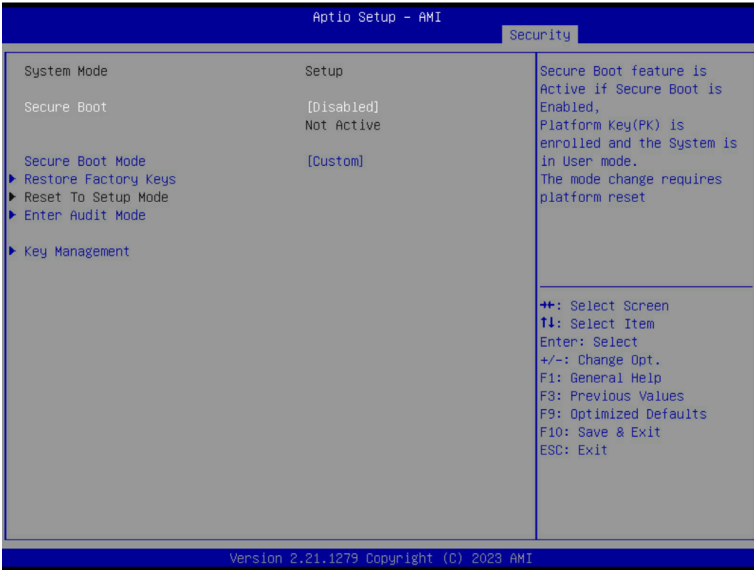 Aptio Setup – AMI
Security
System Mode Setup
Secure Boot [Disabled]
Not Active
Secure Boot Mode [Custom]
Restore Factory Keys
Reset To Setup Mode
Enter Audit Mode
Key Management
Secure Boot feature is
Active if Secure Boot is
Enabled,
Platform Key(PK) is
enrolled and the System is
in User mode.
The mode change requires
platform reset
→←: Select Screen
↑↓: Select Item
Enter: Select
+/-: Change Opt.
F1: General Help
F3: Previous Values
F9: Optimized Defaults
F10: Save & Exit
ESC: Exit
Version 2.21.1279 Copyright (C) 2023 AMI